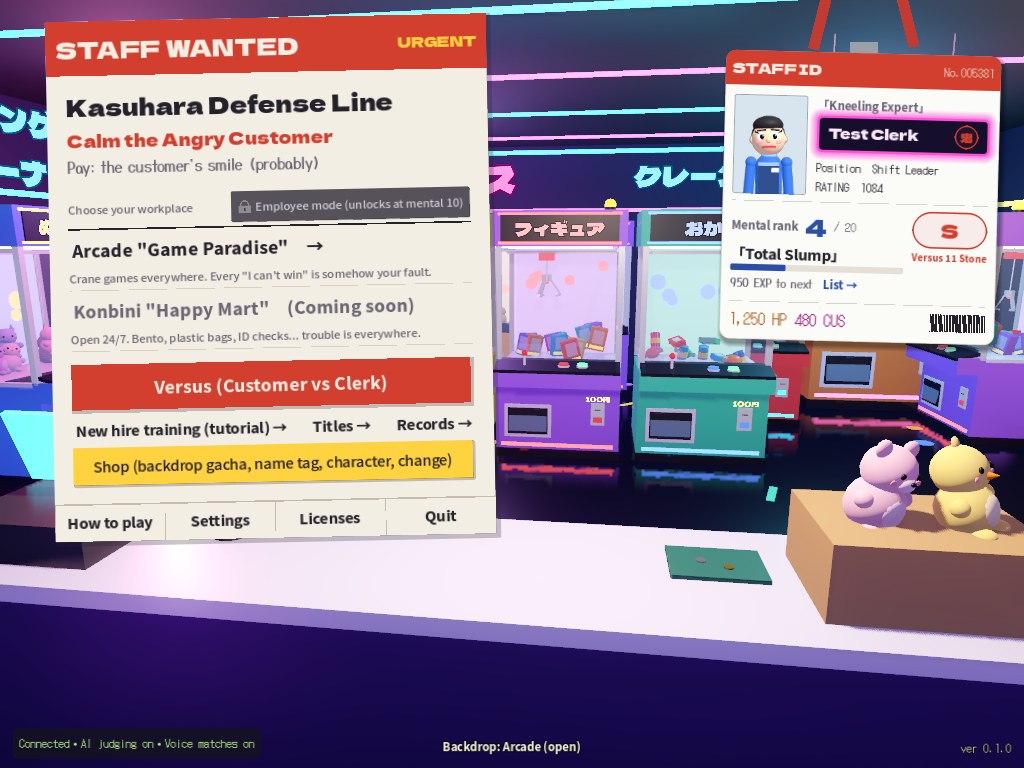 STAFF WANTED
URGENT
Kasuhara Defense Line
Calm the Angry Customer
Pay: the customer's smile (probably)
Choose your workplace
Employee mode (unlocks at mental 10)
Arcade "Game Paradise" →
Crane games everywhere. Every "I can't win" is somehow your fault.
Konbini "Happy Mart" (Coming soon)
Open 24/7. Bento, plastic bags, ID checks... trouble is everywhere.
Versus (Customer vs Clerk)
New hire training (tutorial) → Titles → Records →
Shop (backdrop gacha, name tag, character, change)
How to play Settings Licenses Quit
STAFF ID
No. 005381
「Kneeling Expert」
Test Clerk
Position Shift Leader
RATING 1084
Mental rank 4 / 20
「Total Slump」
950 EXP to next List →
S
Versus 11 Stone
1,250 HP 480 CUS
ス
クレー
フィギュア
おか
100円
100円
Connected • AI judging on • Voice matches on
Backdrop: Arcade (open)
ver 0.1.0